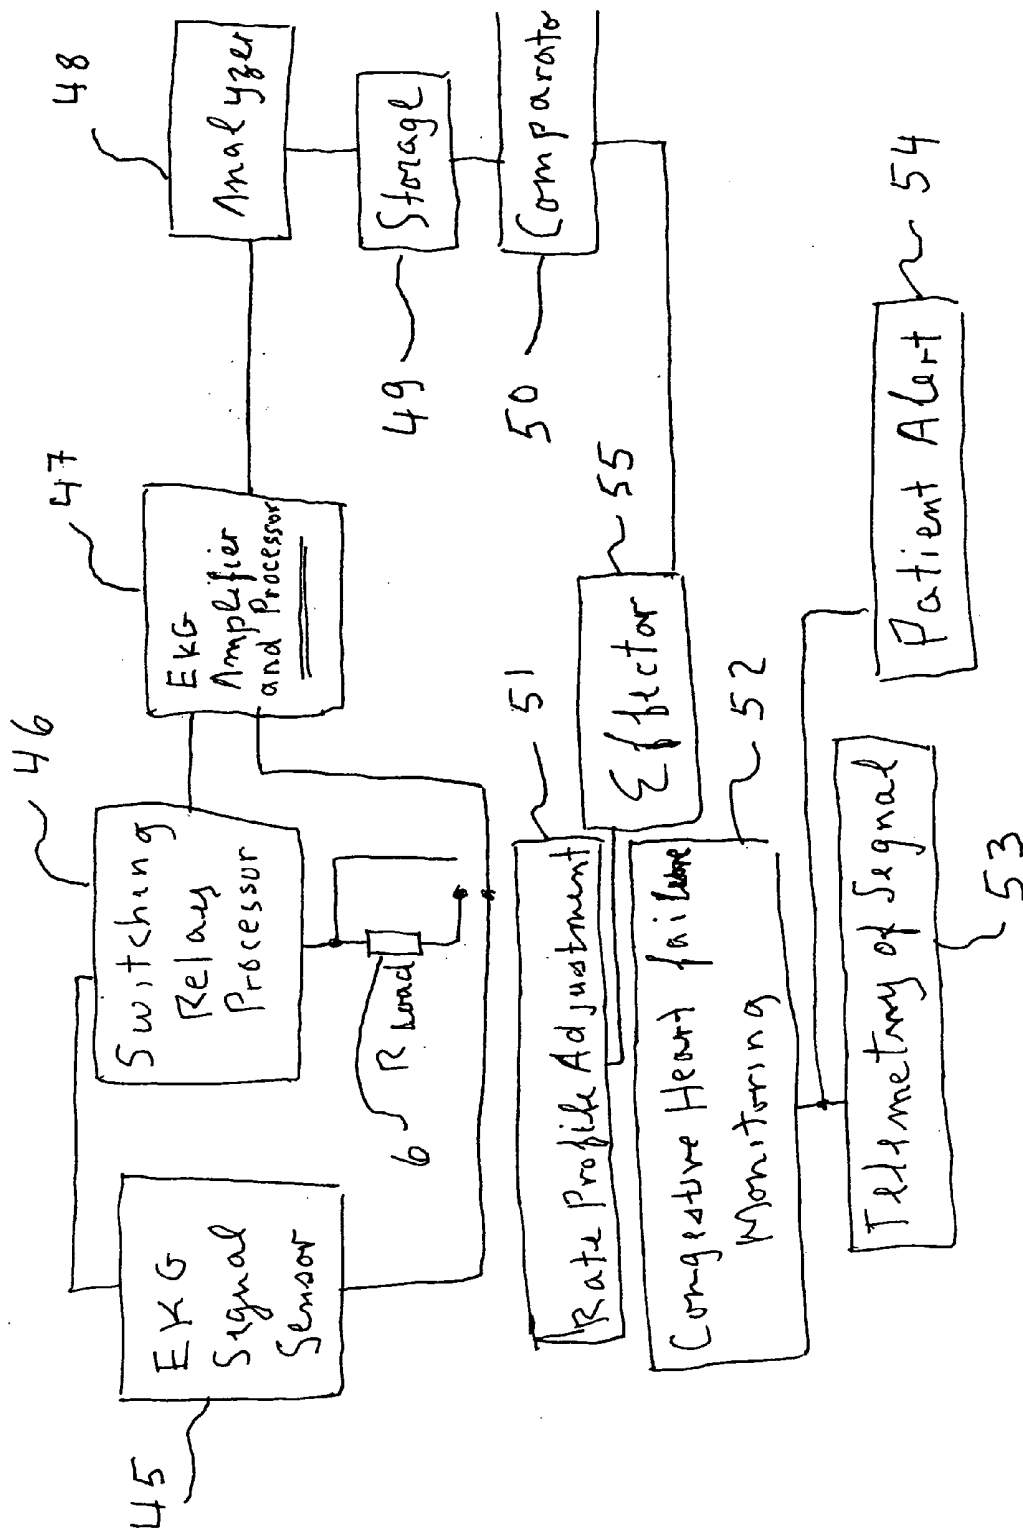 46
47
48
45
EKG
Signal
Sensor
Switching
Relay
Processor
EKG
Amplifier
and Processor
Analyzer
6
R Load
49
Storage
50
Comparato
51
Rate Profile Adjustment
55
Effector
52
Congestive Heart failure
Monitoring
54
Patient Alert
Telemetry of Signal
53